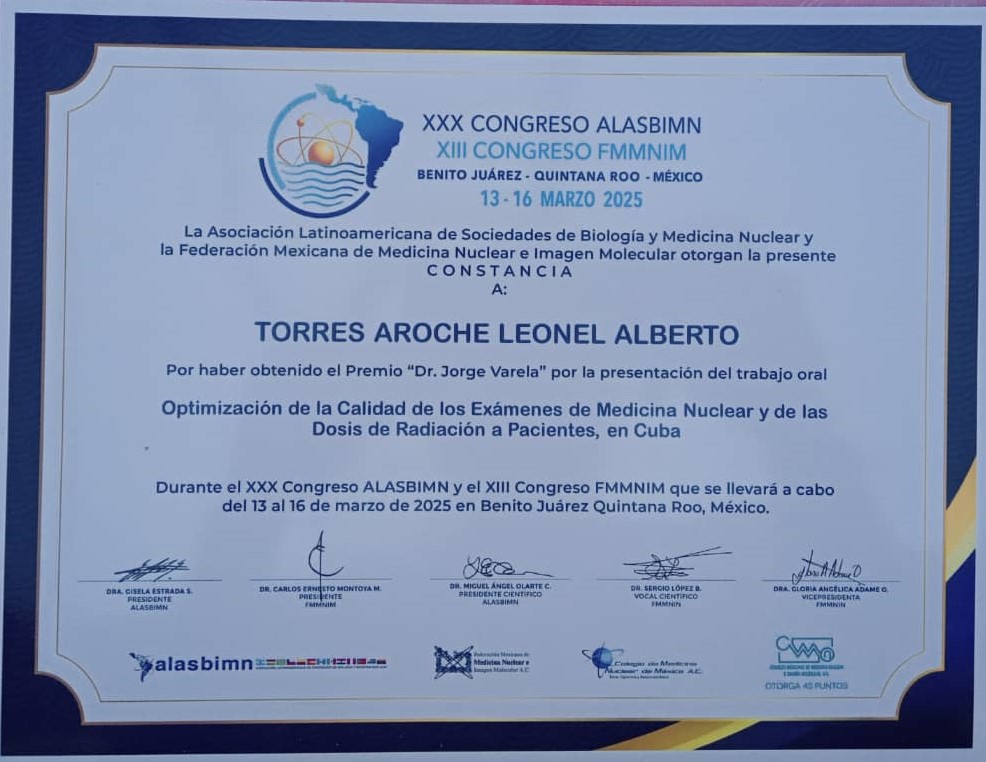 XXX CONGRESO ALASBIMN
XIII CONGRESO FMMNIM
BENITO JUÁREZ - QUINTANA ROO - MÉXICO
13 - 16 MARZO 2025
La Asociación Latinoamericana de Sociedades de Biología y Medicina Nuclear y
la Federación Mexicana de Medicina Nuclear e Imagen Molecular otorgan la presente
CONSTANCIA
A:
TORRES AROCHE LEONEL ALBERTO
Por haber obtenido el Premio “Dr. Jorge Varela” por la presentación del trabajo oral
Optimización de la Calidad de los Exámenes de Medicina Nuclear y de las
Dosis de Radiación a Pacientes, en Cuba
Durante el XXX Congreso ALASBIMN y el XIII Congreso FMMNIM que se llevará a cabo
del 13 al 16 de marzo de 2025 en Benito Juárez Quintana Roo, México.
DRA. GISELA ESTRADA S.
PRESIDENTE
ALASBIMN
DR. CARLOS ERNESTO MONTOYA M.
PRESIDENTE
FMMNIM
DR. MIGUEL ÁNGEL OLARTE C.
PRESIDENTE CIENTÍFICO
ALASBIMN
DR. SERGIO LÓPEZ B.
VOCAL CIENTÍFICO
FMMNIN
DRA. GLORIA ANGÉLICA ADAME O.
VICEPRESIDENTA
FMMNIN
alasbimn
Federación Mexicana de
Medicina Nuclear e
Imagen Molecular A.C.
Colegio de Medicina
Nuclear de México A.C.
OTORGA 45 PUNTOS